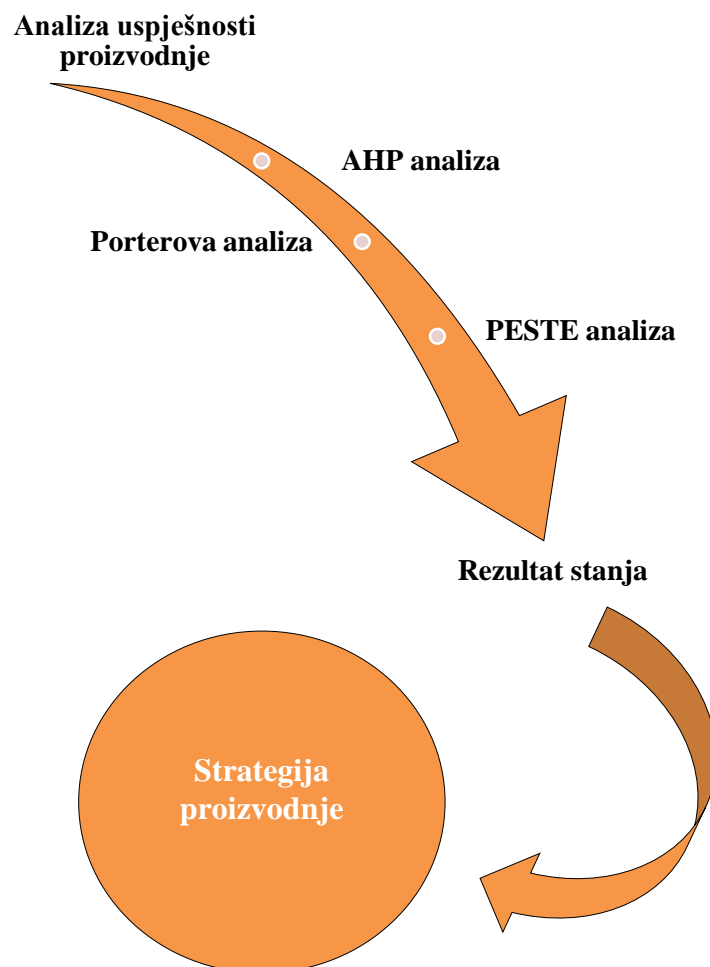 Analiza uspješnosti
proizvodnje
AHP analiza
Porterova analiza
PESTE analiza
Rezultat stanja
Strategija
proizvodnje